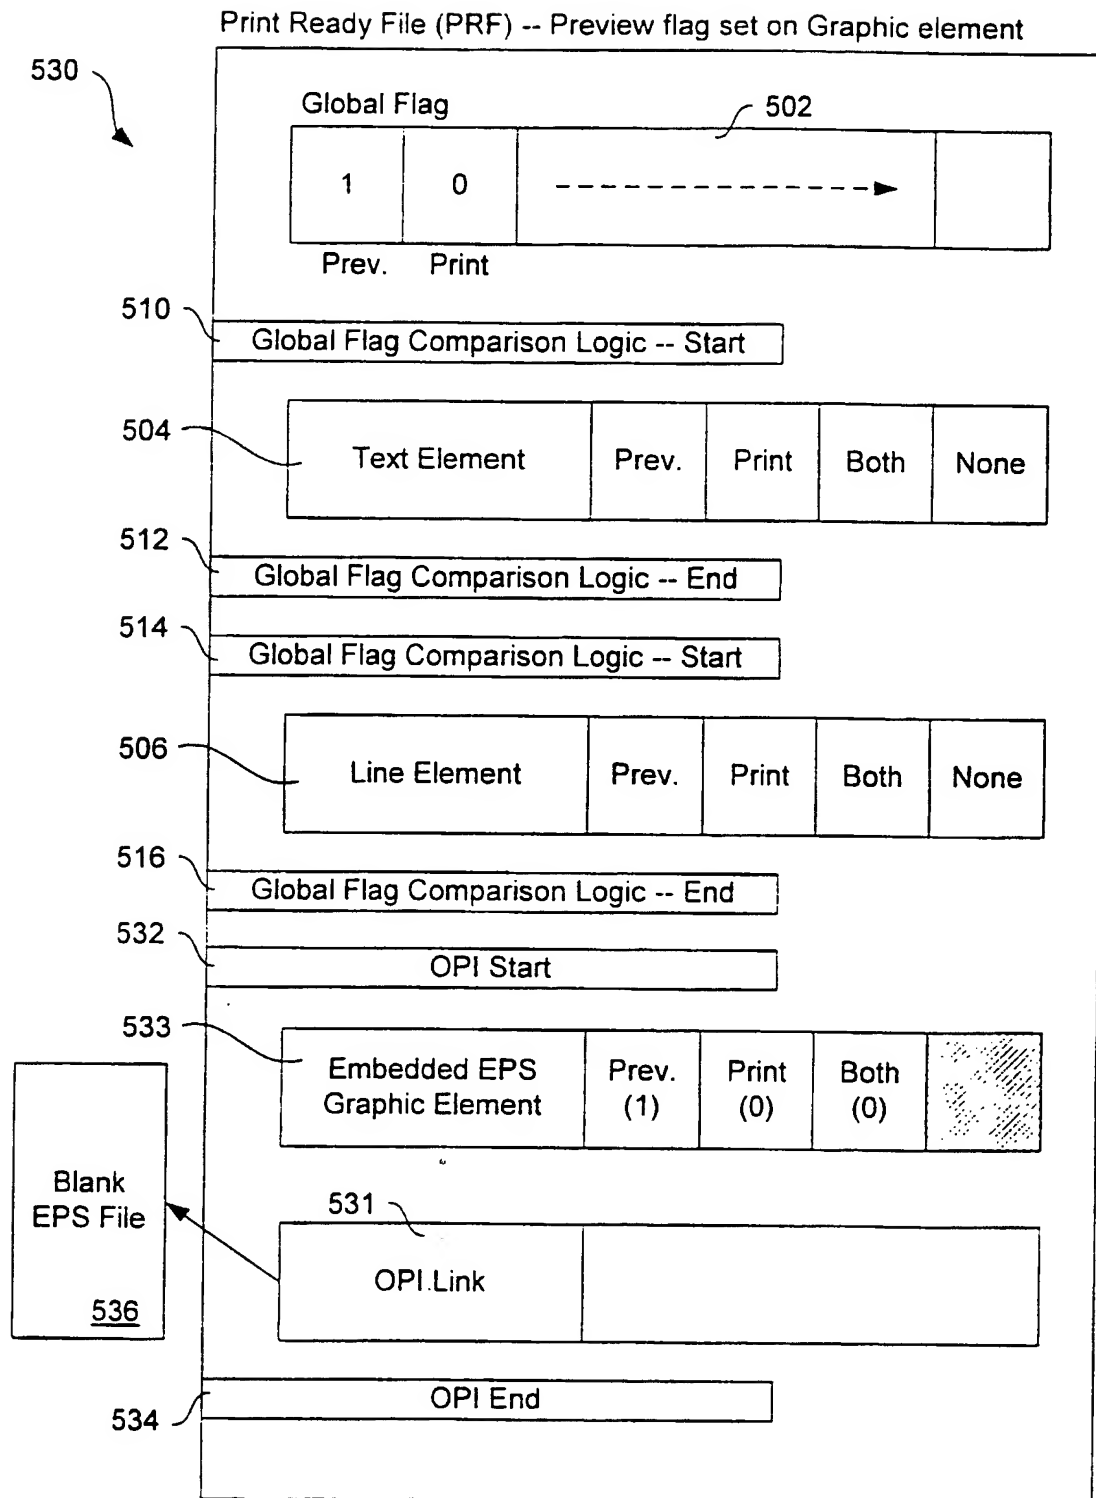 Print Ready File (PRF) -- Preview flag set on Graphic element
530
Global Flag
502
1 0
Prev. Print
510
Global Flag Comparison Logic -- Start
504
Text Element Prev. Print Both None
512
Global Flag Comparison Logic -- End
514
Global Flag Comparison Logic -- Start
506
Line Element Prev. Print Both None
516
Global Flag Comparison Logic -- End
532
OPI Start
533
Embedded EPS Prev. Print Both
Graphic Element (1) (0) (0)
Blank
EPS File
536
531
OPI Link
OPI End
534